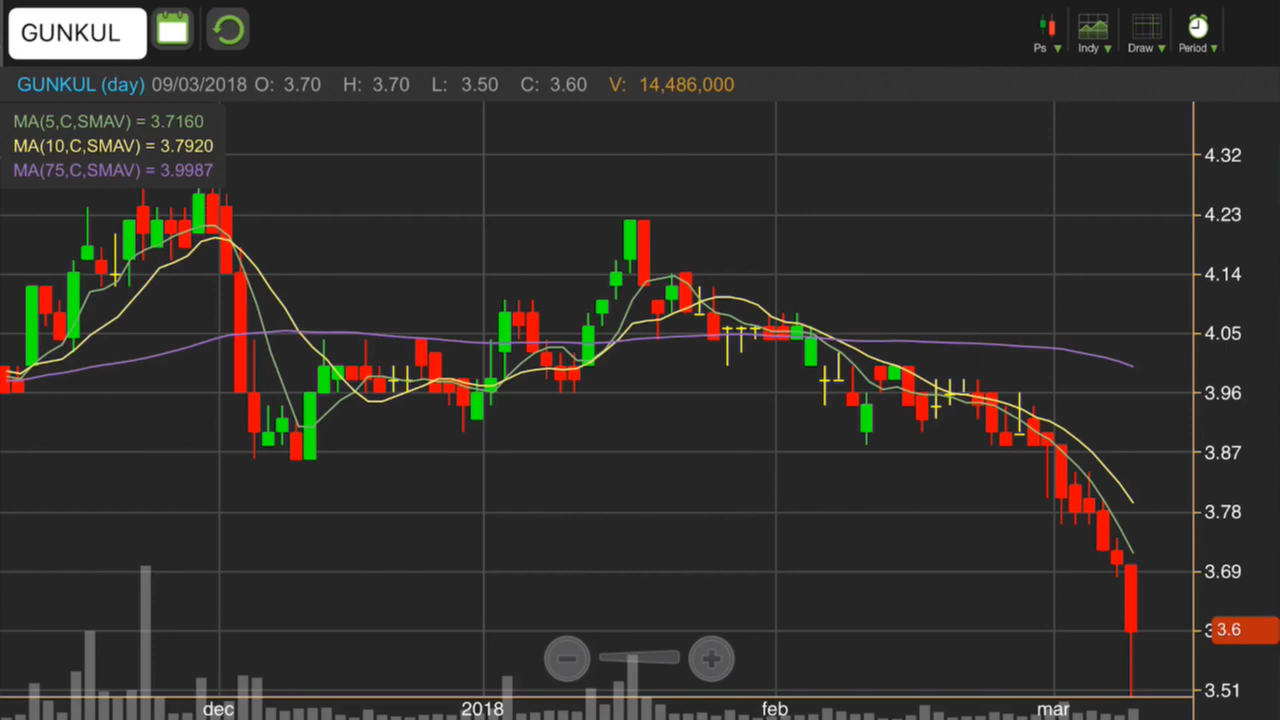 GUNKUL
Ps ▼ Indy ▼ Draw ▼ Period ▼
GUNKUL (day) 09/03/2018 O: 3.70 H: 3.70 L: 3.50 C: 3.60 V: 14,486,000
MA(5,C,SMAV) = 3.7160
MA(10,C,SMAV) = 3.7920
MA(75,C,SMAV) = 3.9987
4.32
4.23
4.14
4.05
3.96
3.87
3.78
3.69
3.6
3.51
dec 2018 feb mar